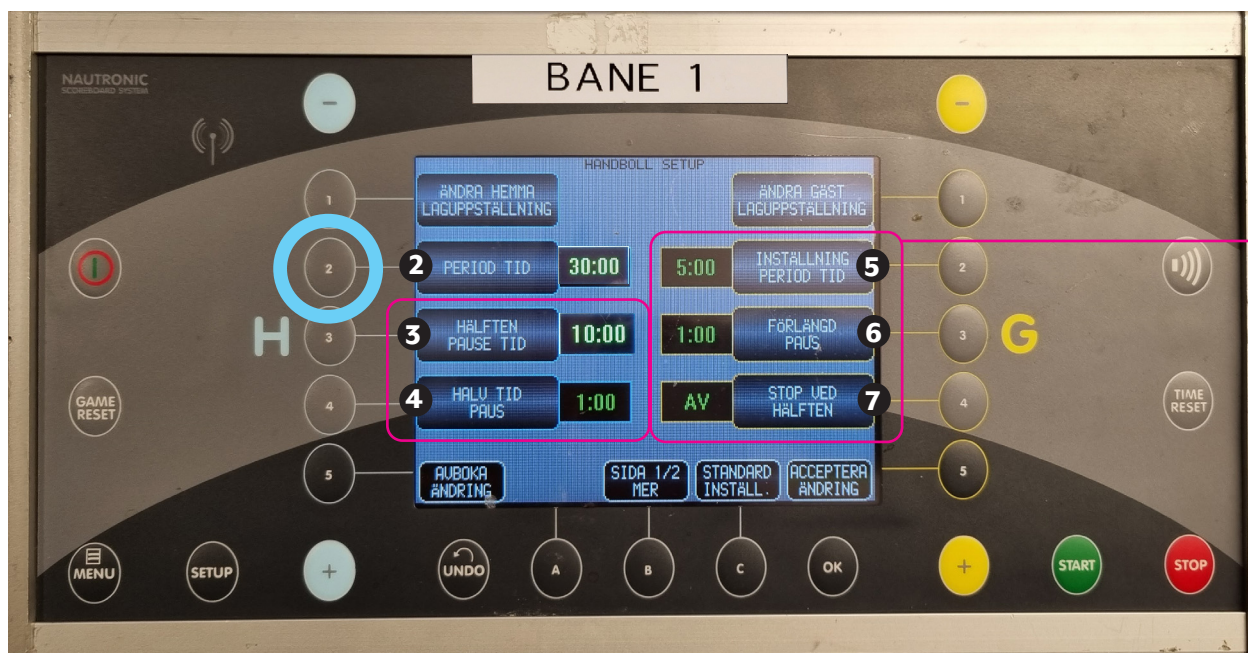 BANE 1
NAUTRONIC
SCOREBOARD SYSTEM
-
-
HANDBOLL SETUP
1
ÄNDRA HEMMA
LAGUPPSTÄLLNING
ÄNDRA GÄST
LAGUPPSTÄLLNING
1
2
2 PERIOD TID
30:00
5:00
INSTÄLLNING
PERIOD TID
5
2
H
3
3
HÄLFTEN
PAUSE TID
10:00
1:00
FÖRLÄNGD
PAUS
6
3
G
GAME
RESET
4
4
HALV TID
PAUS
1:00
AV
STOP VED
HÄLFTEN
7
4
TIME
RESET
5
AVBOKA
ÄNDRING
SIDA 1/2
MER
STANDARD
INSTÄLL.
ACCEPTERA
ÄNDRING
5
MENU
SETUP
+
UNDO
A
B
C
OK
+
START
STOP